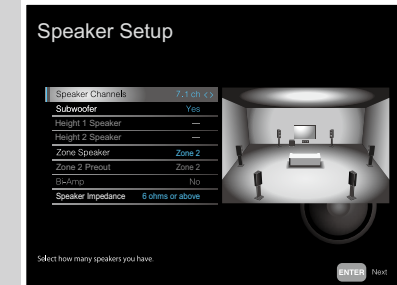 Speaker Setup
Speaker Channels 7.1 ch < >
Subwoofer Yes
Height 1 Speaker ---
Height 2 Speaker ---
Zone Speaker Zone 2
Zone 2 Preout Zone 2
Bi-Amp No
Speaker Impedance 6 ohms or above
Select how many speakers you have.
ENTER Next